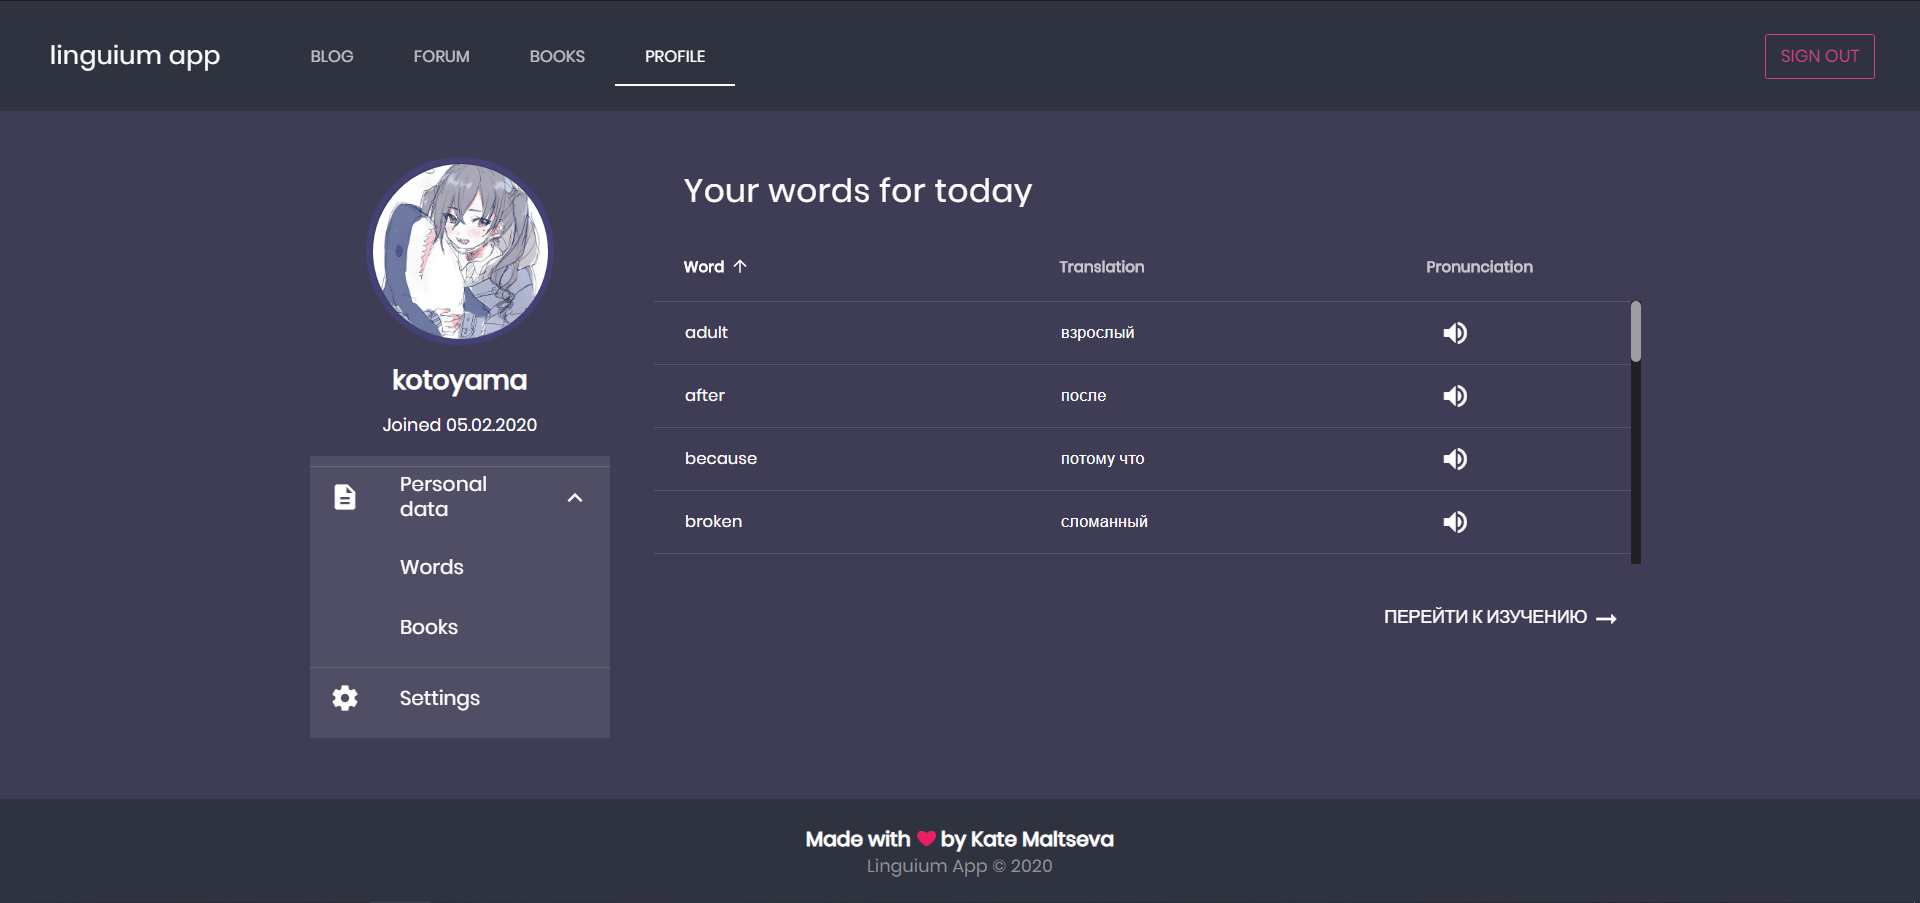 linguium app
BLOG
FORUM
BOOKS
PROFILE
SIGN OUT
kotoyama
Joined 05.02.2020
Personal
data
Words
Books
Settings
Your words for today
Word
Translation
Pronunciation
adult
взрослый
after
после
because
потому что
broken
сломанный
ПЕРЕЙТИ К ИЗУЧЕНИЮ
Made with by Kate Maltseva
Linguium App © 2020